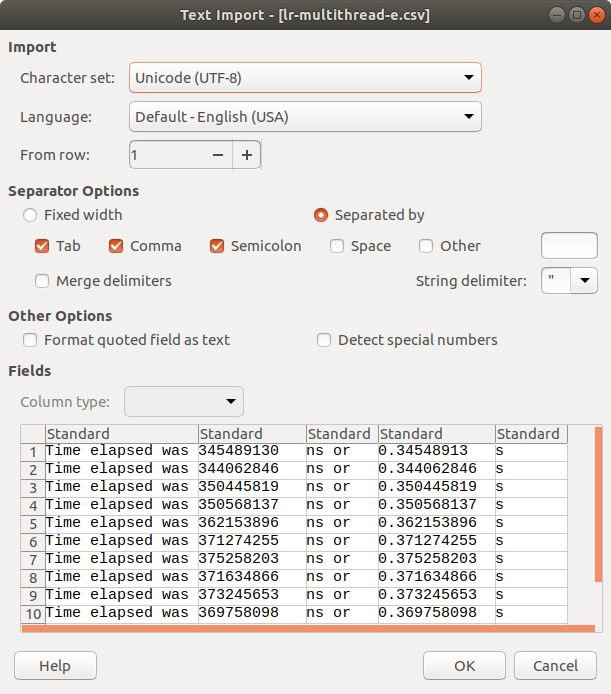 Text Import - [lr-multithread-e.csv]
Import
Character set: Unicode (UTF-8)
Language: Default - English (USA)
From row: 1
Separator Options
Fixed width Separated by
Tab Comma Semicolon Space Other
Merge delimiters String delimiter: "
Other Options
Format quoted field as text Detect special numbers
Fields
Column type:
Standard Standard Standard Standard Standard
1 Time elapsed was 345489130 ns or 0.34548913 s
2 Time elapsed was 344062846 ns or 0.344062846 s
3 Time elapsed was 350445819 ns or 0.350445819 s
4 Time elapsed was 350568137 ns or 0.350568137 s
5 Time elapsed was 362153896 ns or 0.362153896 s
6 Time elapsed was 371274255 ns or 0.371274255 s
7 Time elapsed was 375258203 ns or 0.375258203 s
8 Time elapsed was 371634866 ns or 0.371634866 s
9 Time elapsed was 373245653 ns or 0.373245653 s
10 Time elapsed was 369758098 ns or 0.369758098 s
Help OK Cancel